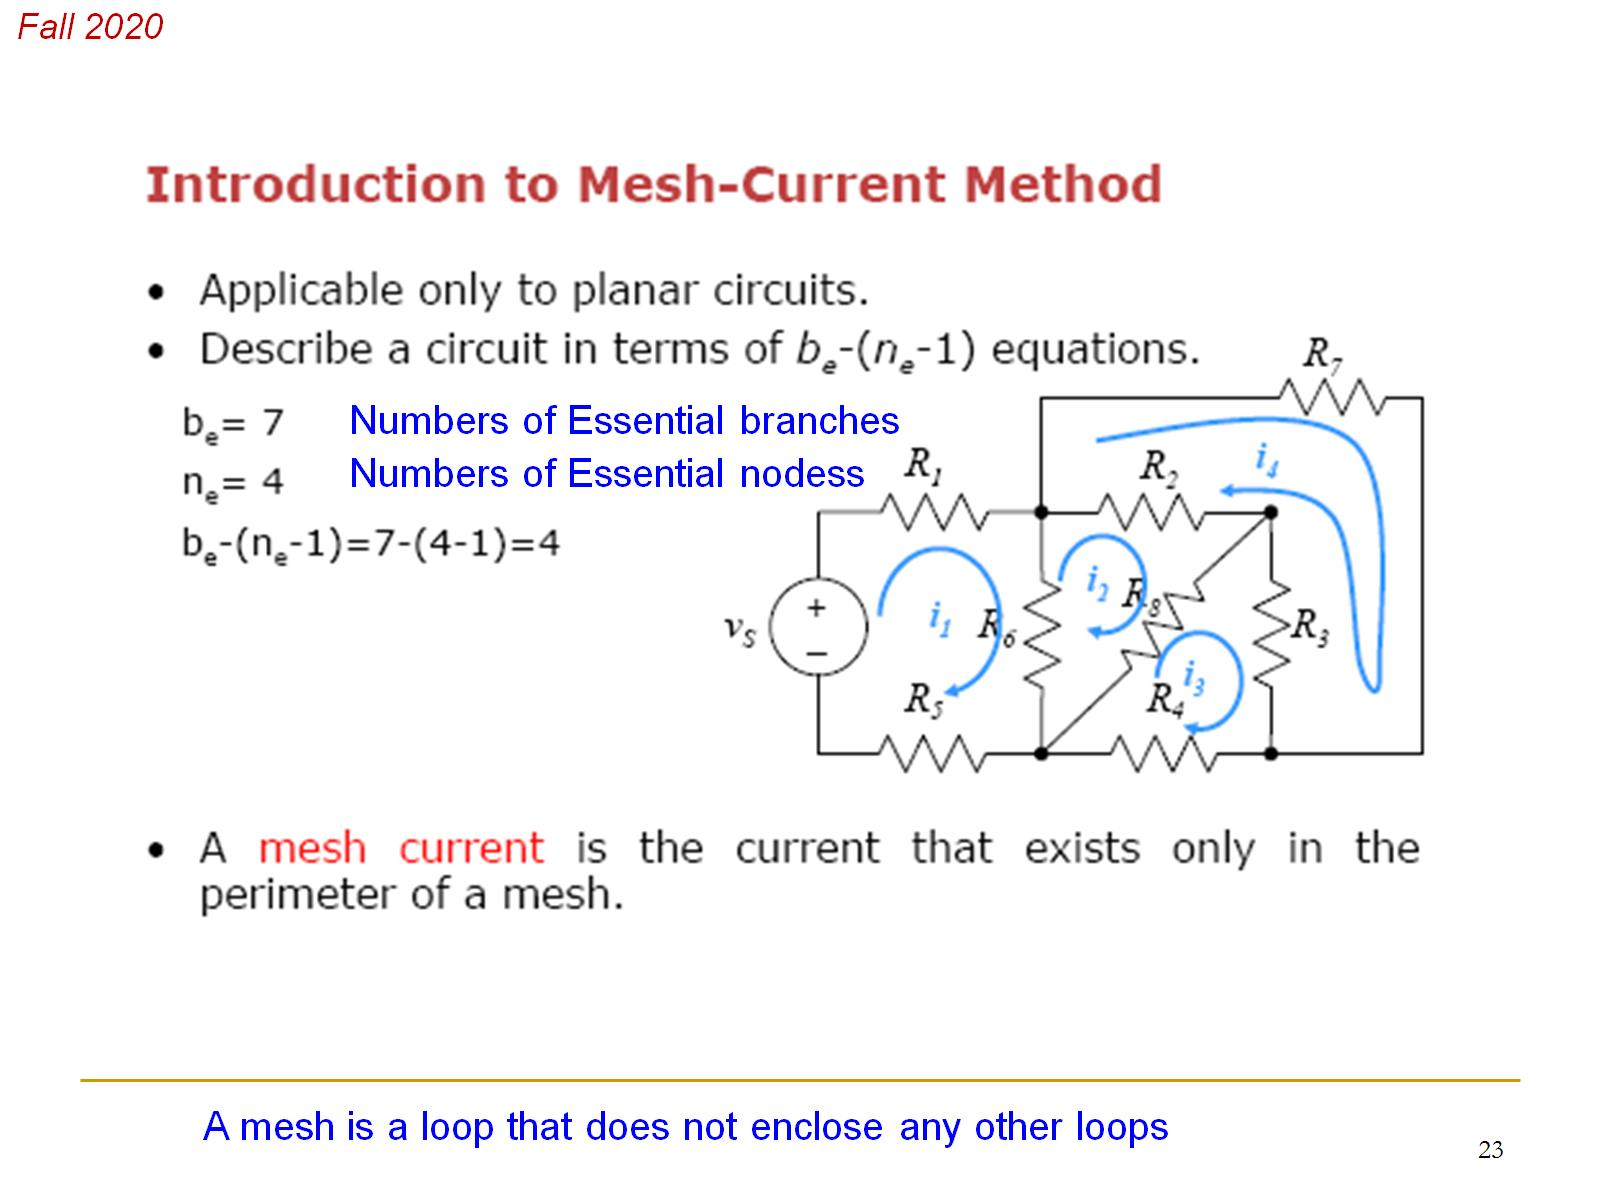 Fall 2020
Introduction to Mesh-Current Method
• Applicable only to planar circuits.
• Describe a circuit in terms of be-(ne-1) equations.
be= 7 Numbers of Essential branches
ne= 4 Numbers of Essential nodess
be-(ne-1)=7-(4-1)=4
R7
i4
R1
R2
i2
R8
+
vS
–
i1
R6
R3
i3
R5
R4
• A mesh current is the current that exists only in the
perimeter of a mesh.
A mesh is a loop that does not enclose any other loops
23